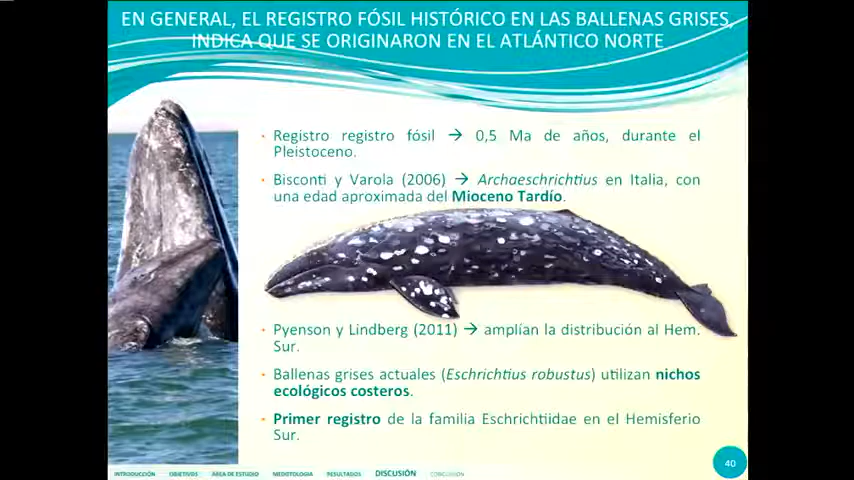 EN GENERAL, EL REGISTRO FÓSIL HISTÓRICO EN LAS BALLENAS GRISES,
INDICA QUE SE ORIGINARON EN EL ATLÁNTICO NORTE
• Registro registro fósil → 0,5 Ma de años, durante el
Pleistoceno.
• Bisconti y Varola (2006) → Archaeschrichtius en Italia, con
una edad aproximada del Mioceno Tardío.
• Pyenson y Lindberg (2011) → amplían la distribución al Hem.
Sur.
• Ballenas grises actuales (Eschrichtius robustus) utilizan nichos
ecológicos costeros.
• Primer registro de la familia Eschrichtiidae en el Hemisferio
Sur.
40
INTRODUCCIÓN OBJETIVOS ÁREA DE ESTUDIO METODTOLOGIA RESULTADOS DISCUSIÓN CONCLUSIÓN